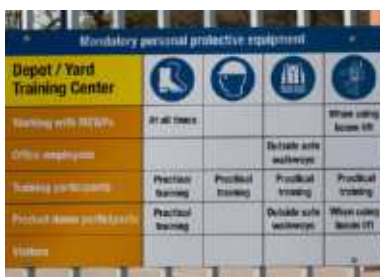 Mandatory personal protective equipment
Depot / Yard
Training Center
Working with MEWPs
At all times
When using
boom lift
Office employees
Outside safe
walkways
Training participants
Practical
training
Practical
training
Practical
training
Practical
training
Product demo participants
Practical
training
Outside safe
walkways
When using
boom lift
Visitors